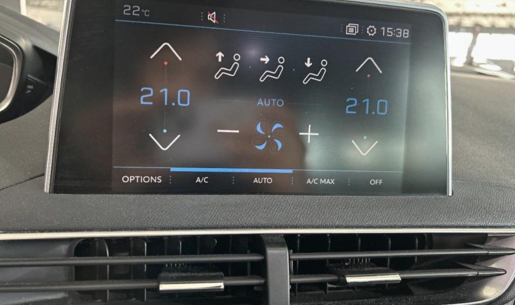 22°C 15:38
21.0 AUTO 21.0
OPTIONS A/C AUTO A/C MAX OFF